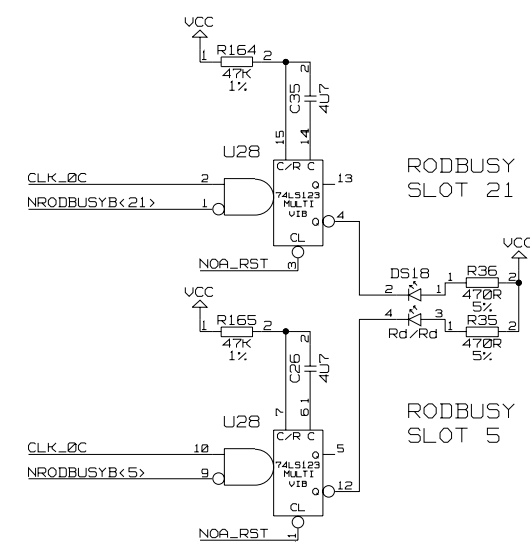 VCC
R164
1 2
47K
1%
2
C35
4U7
15
14
1
U28
C/R C
CLK_0C 2
Q 13
74LS123
MULTI
VIB
NRODBUSYB<21> 1
Q 4
CL
NOA_RST 3
RODBUSY
SLOT 21
VCC
DS18
2 1
1 R36 2
470R
5%
4 3
Rd/Rd
1 R35 2
470R
5%
VCC
R165
1 2
47K
1%
2
C26
4U7
7
6
1
U28
C/R C
CLK_0C 10
Q 5
74LS123
MULTI
VIB
NRODBUSYB<5> 9
Q 12
CL
NOA_RST 1
RODBUSY
SLOT 5